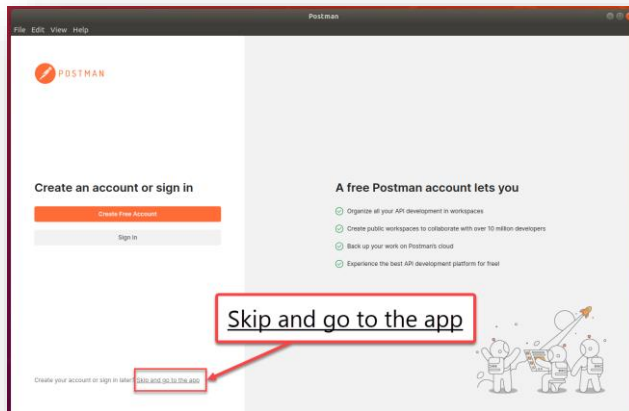 Postman
File Edit View Help
POSTMAN
Create an account or sign in
Create Free Account
Sign In
A free Postman account lets you
Organize all your API development in workspaces
Create public workspaces to collaborate with over 10 million developers
Back up your work on Postman's cloud
Experience the best API development platform for free!
Skip and go to the app
Create your account or sign in later? Skip and go to the app